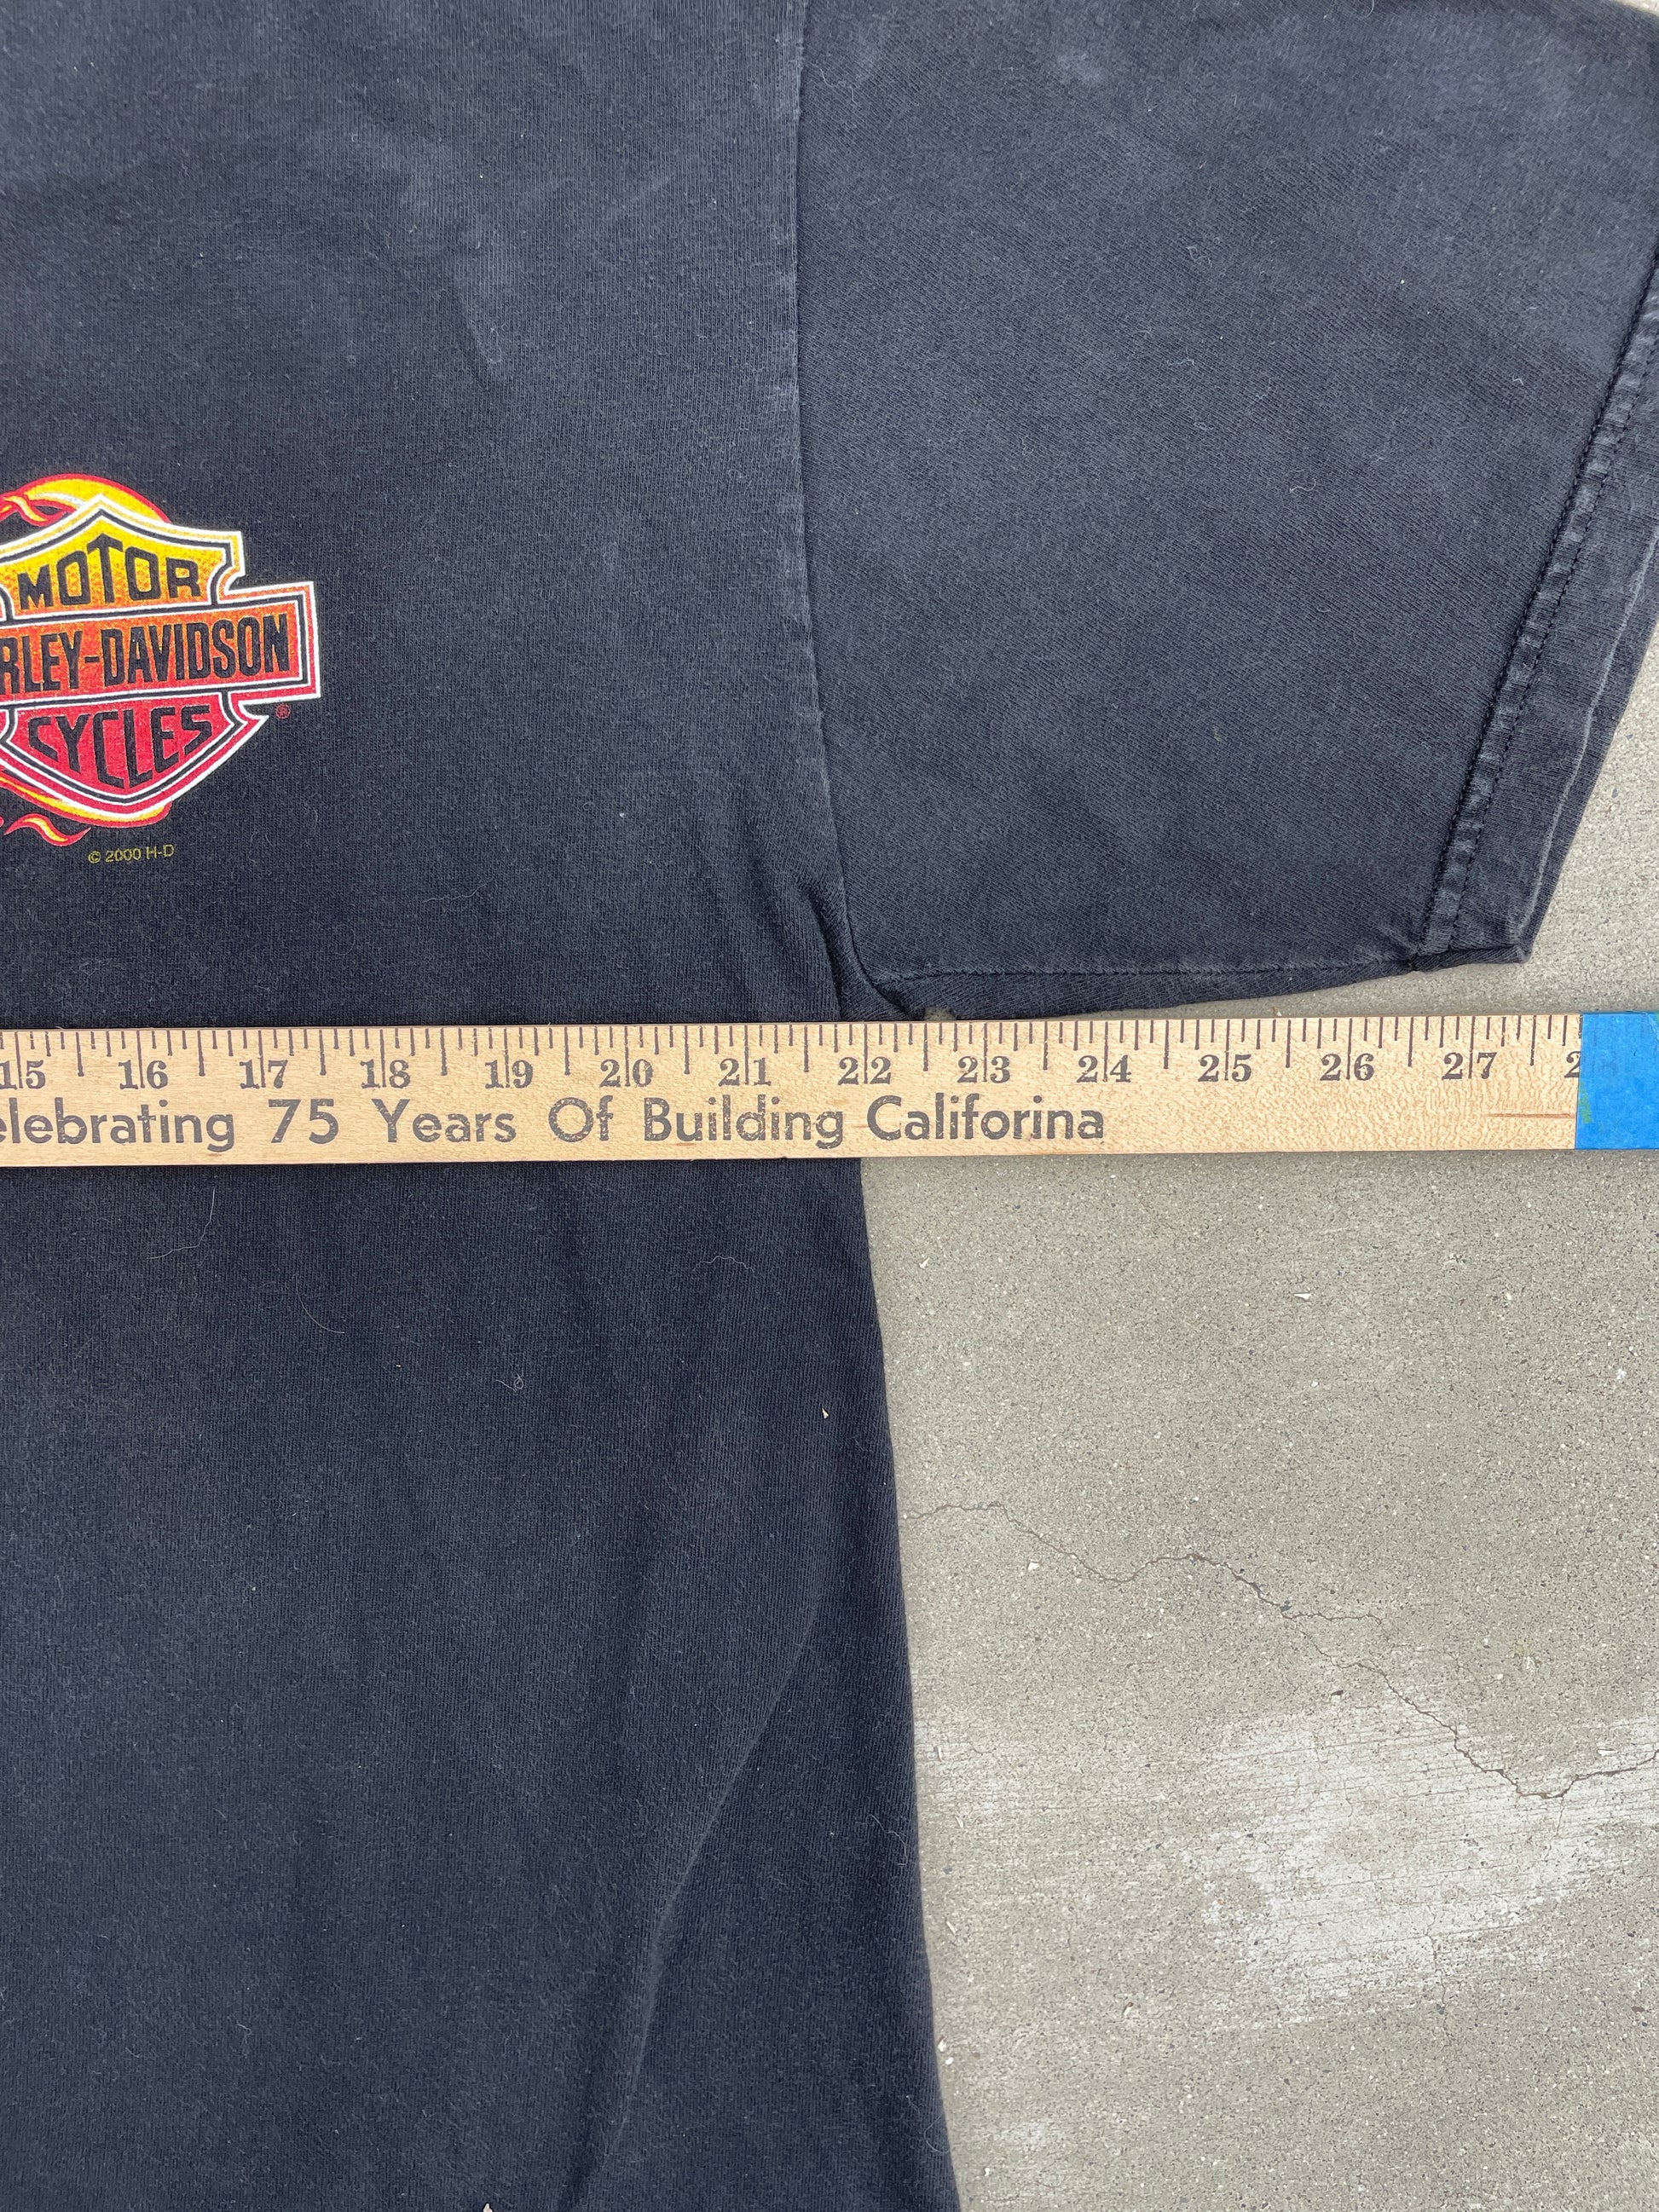 MOTOR
RLEY-DAVIDSON
®
CYCLES
© 2000 H-D
15 16 17 18 19 20 21 22 23 24 25 26 27
elebrating 75 Years Of Building Califorina